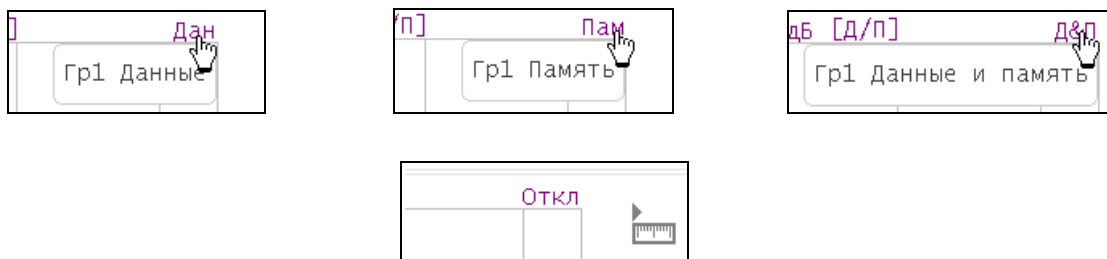 ] Дан
Гр1 Данные
/П] Пам
Гр1 Память
дБ [Д/П] Д&П
Гр1 Данные и память
Откл